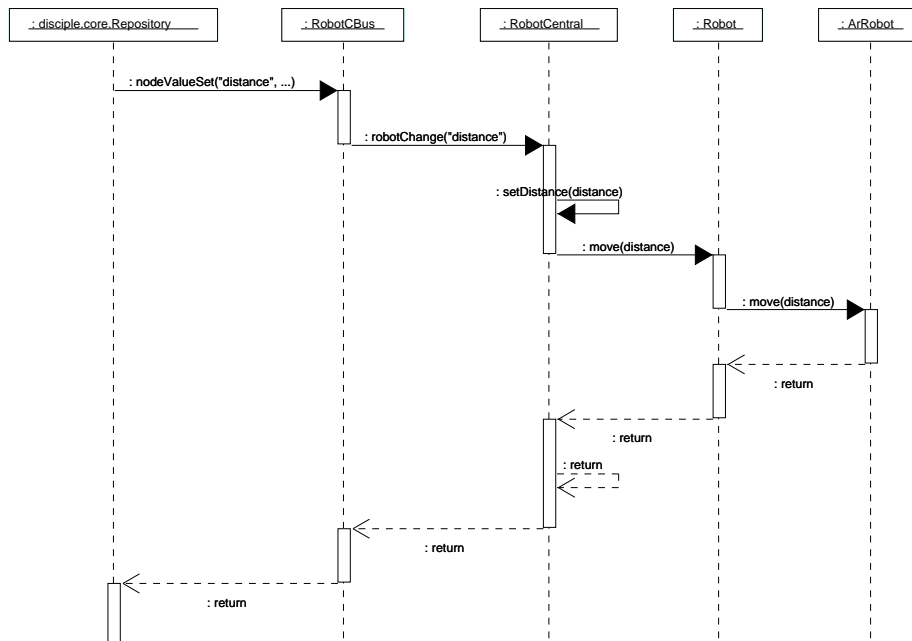 : disciple.core.Repository
: RobotCBus
: RobotCentral
: Robot
: ArRobot
: nodeValueSet("distance", ...)
: robotChange("distance")
: setDistance(distance)
: move(distance)
: move(distance)
: return
: return
: return
: return
: return